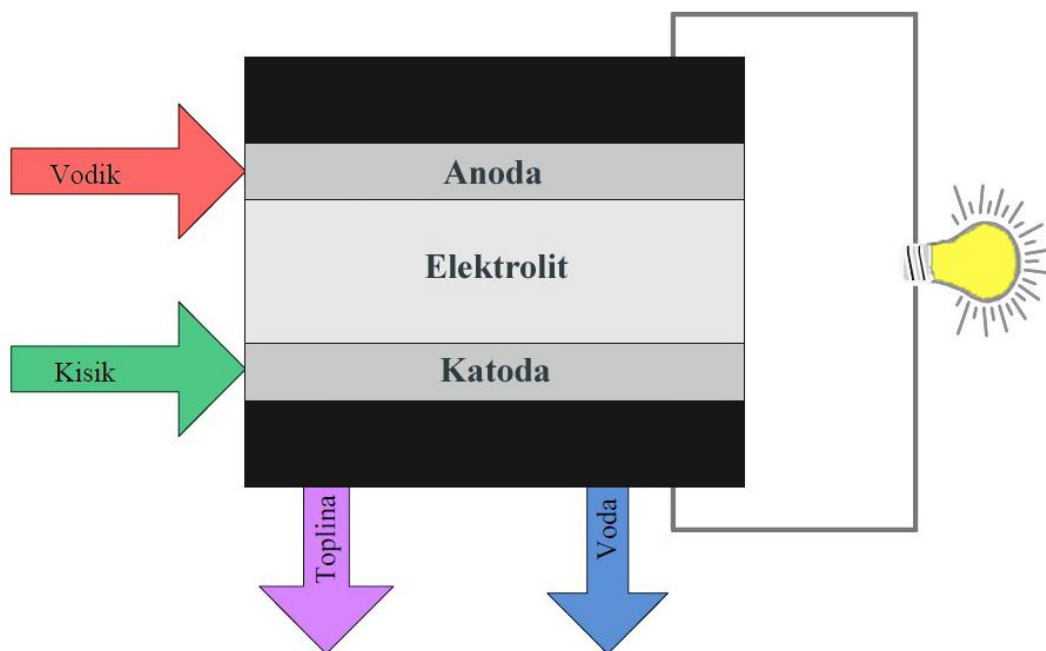 Vodik
Anoda
Elektrolit
Kisik
Katoda
Toplina
Voda